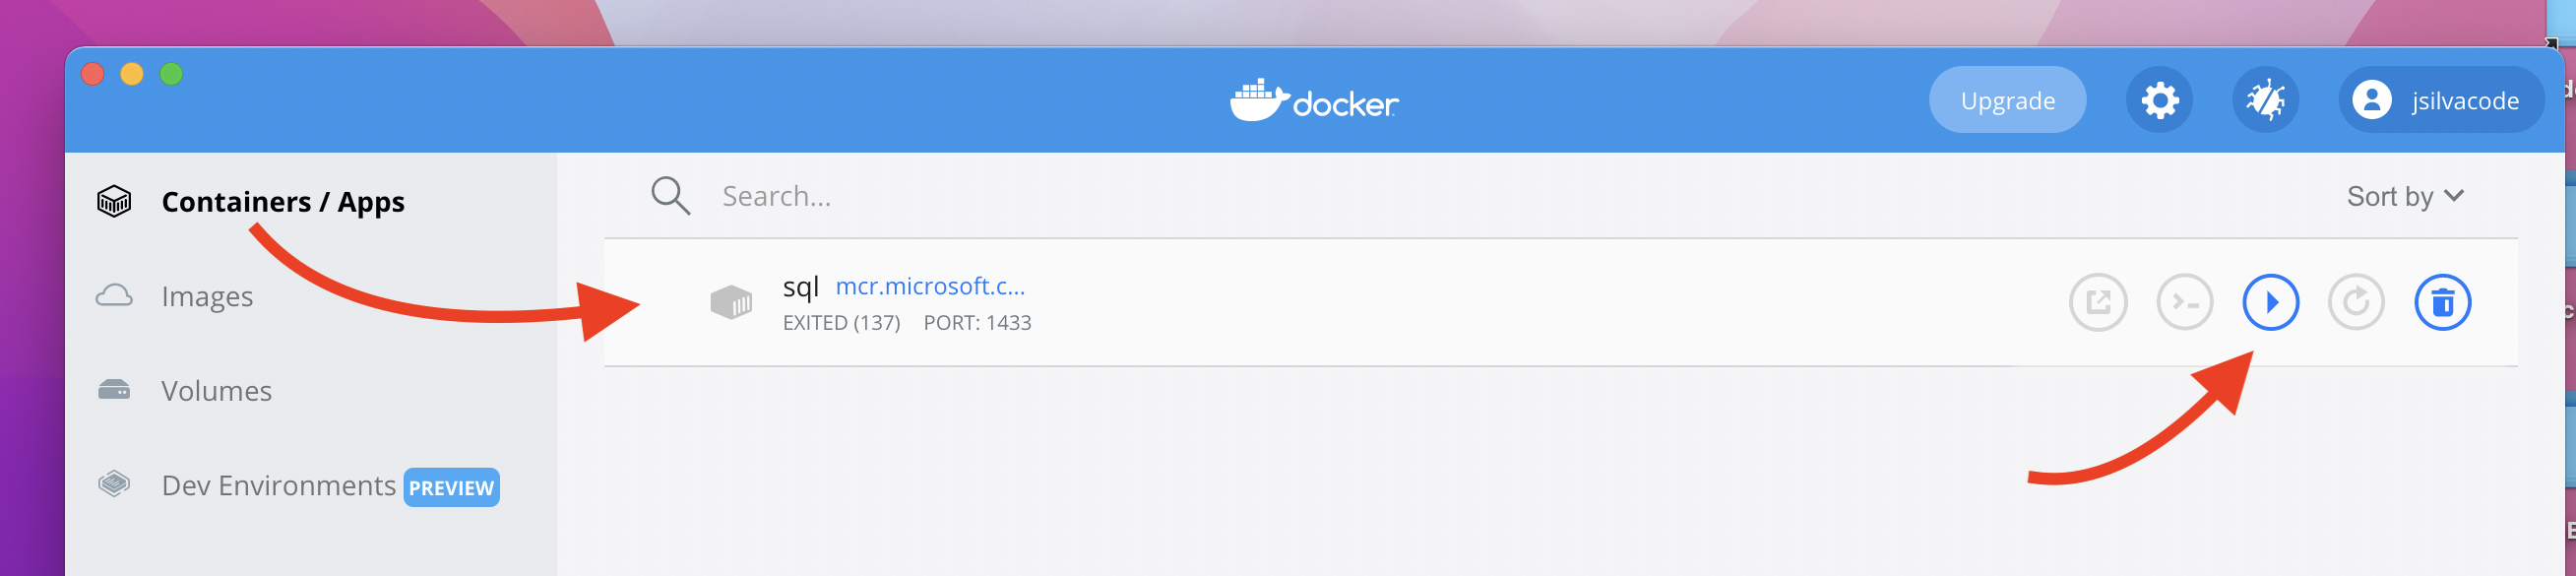 docker
Upgrade
jsilvacode
Containers / Apps
Images
Volumes
Dev Environments PREVIEW
Search...
Sort by
sql mcr.microsoft.c...
EXITED (137) PORT: 1433